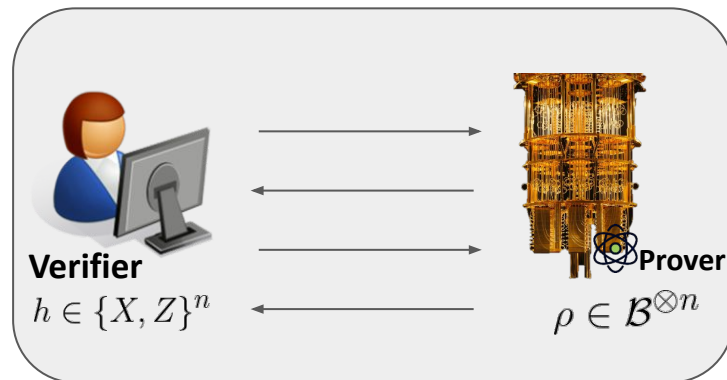 Verifier
h ∈ {X, Z}ⁿ
Prover
ρ ∈ 𝓑^{⊗n}